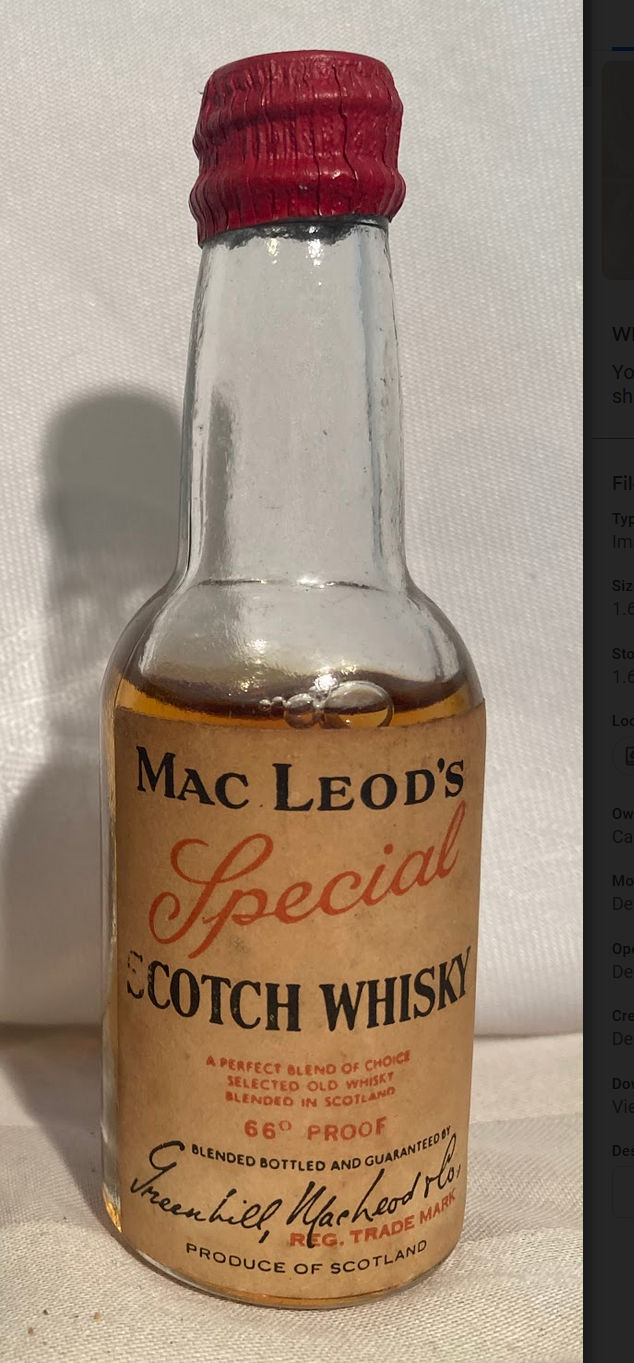 MAC LEOD'S
Special
SCOTCH WHISKY
A PERFECT BLEND OF CHOICE
SELECTED OLD WHISKY
BLENDED IN SCOTLAND
66º PROOF
BLENDED BOTTLED AND GUARANTEED BY
Greenhill, MacLeod & Co,
REG. TRADE MARK
PRODUCE OF SCOTLAND